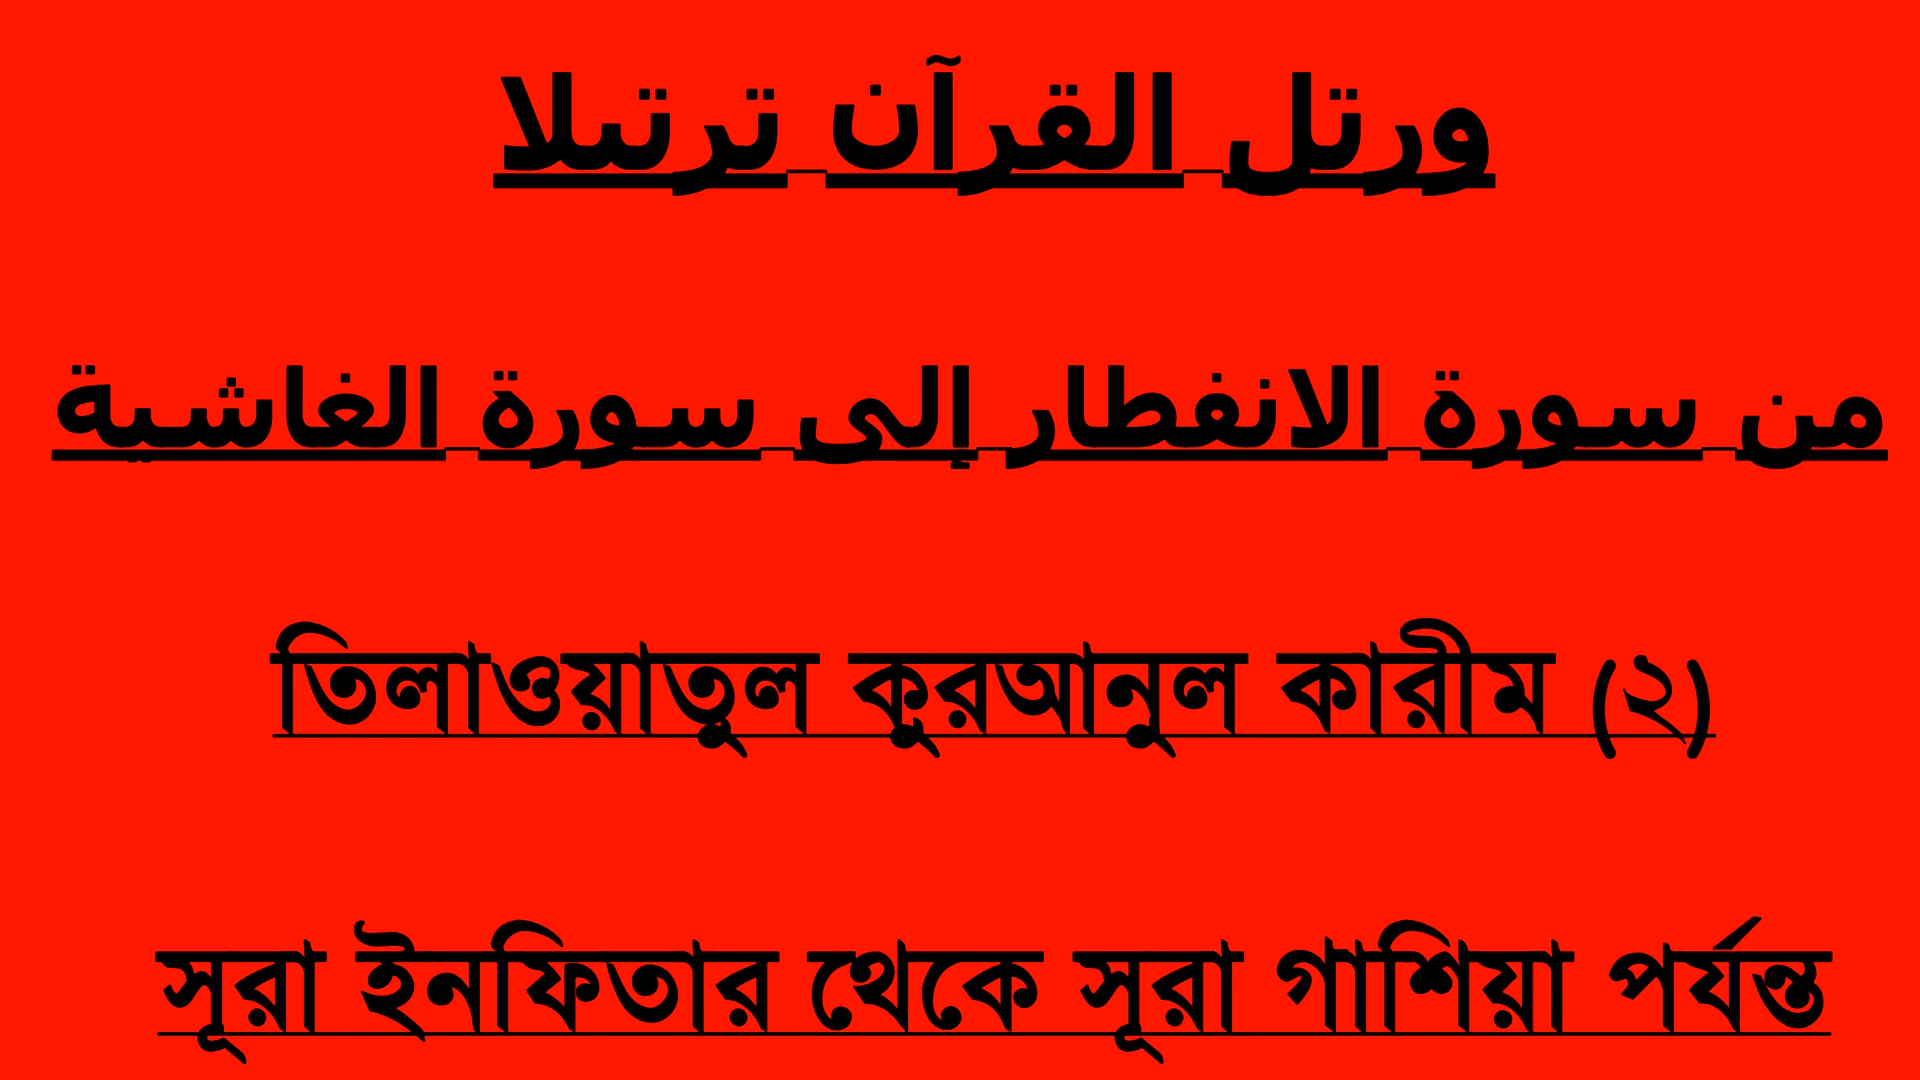 ورتل القرآن ترتيلا
من سورة الانفطار إلى سورة الغاشية
তিলাওয়াতুল কুরআনুল কারীম (২)
সূরা ইনফিতার থেকে সূরা গাশিয়া পর্যন্ত